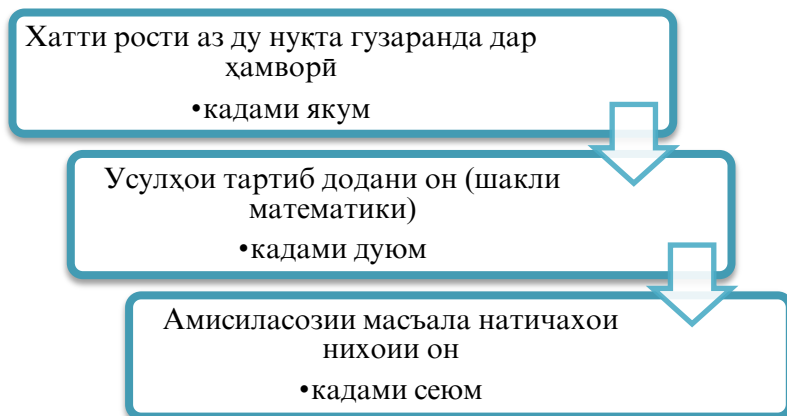 Хатти рости аз ду нуқта гузаранда дар
ҳамворӣ
•кадами якум
Усулҳои тартиб додани он (шакли
математики)
•кадами дуюм
Амисиласозии масъала натичахои
нихоии он
•кадами сеюм